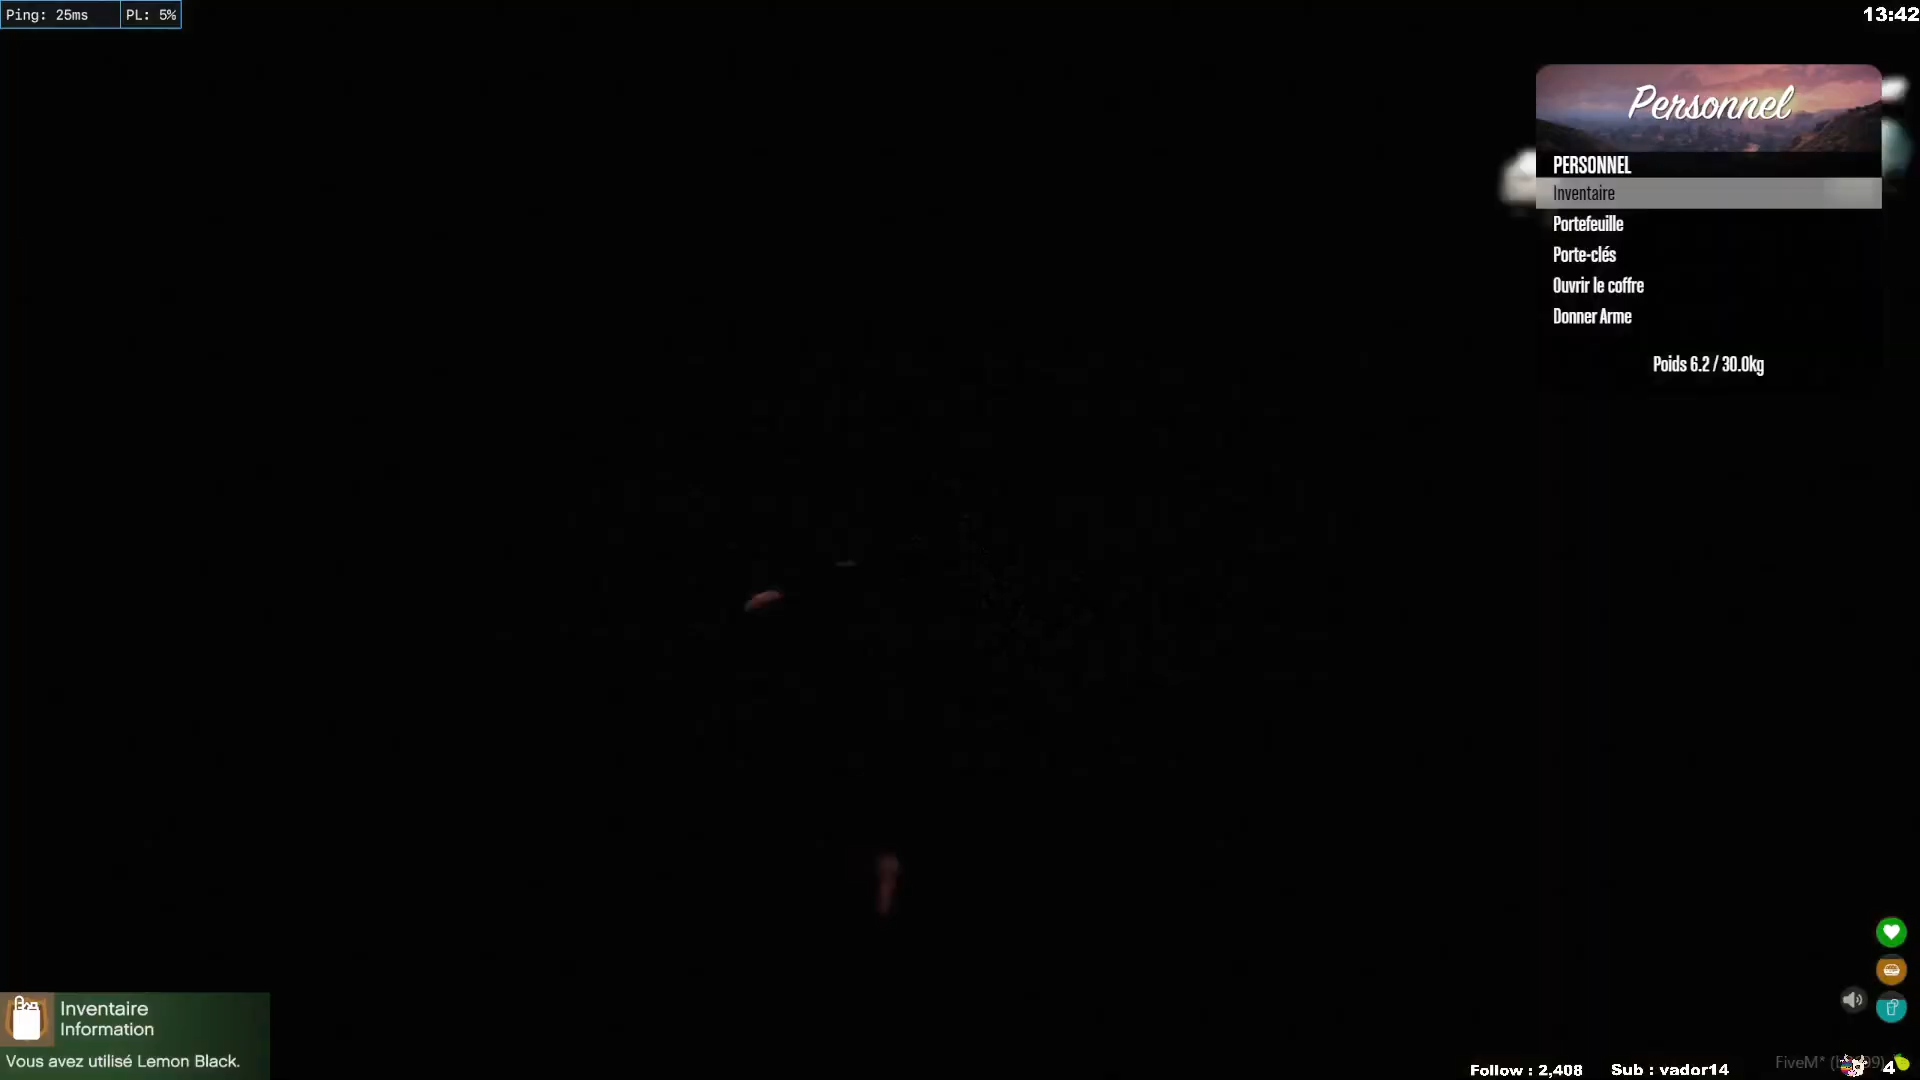 Ping: 25ms PL: 5%
13:42
Personnel
PERSONNEL
Inventaire
Portefeuille
Porte-clés
Ouvrir le coffre
Donner Arme
Poids 6.2 / 30.0kg
Inventaire
Information
Vous avez utilisé Lemon Black.
Follow : 2,408 Sub : vador14
FiveM*
4